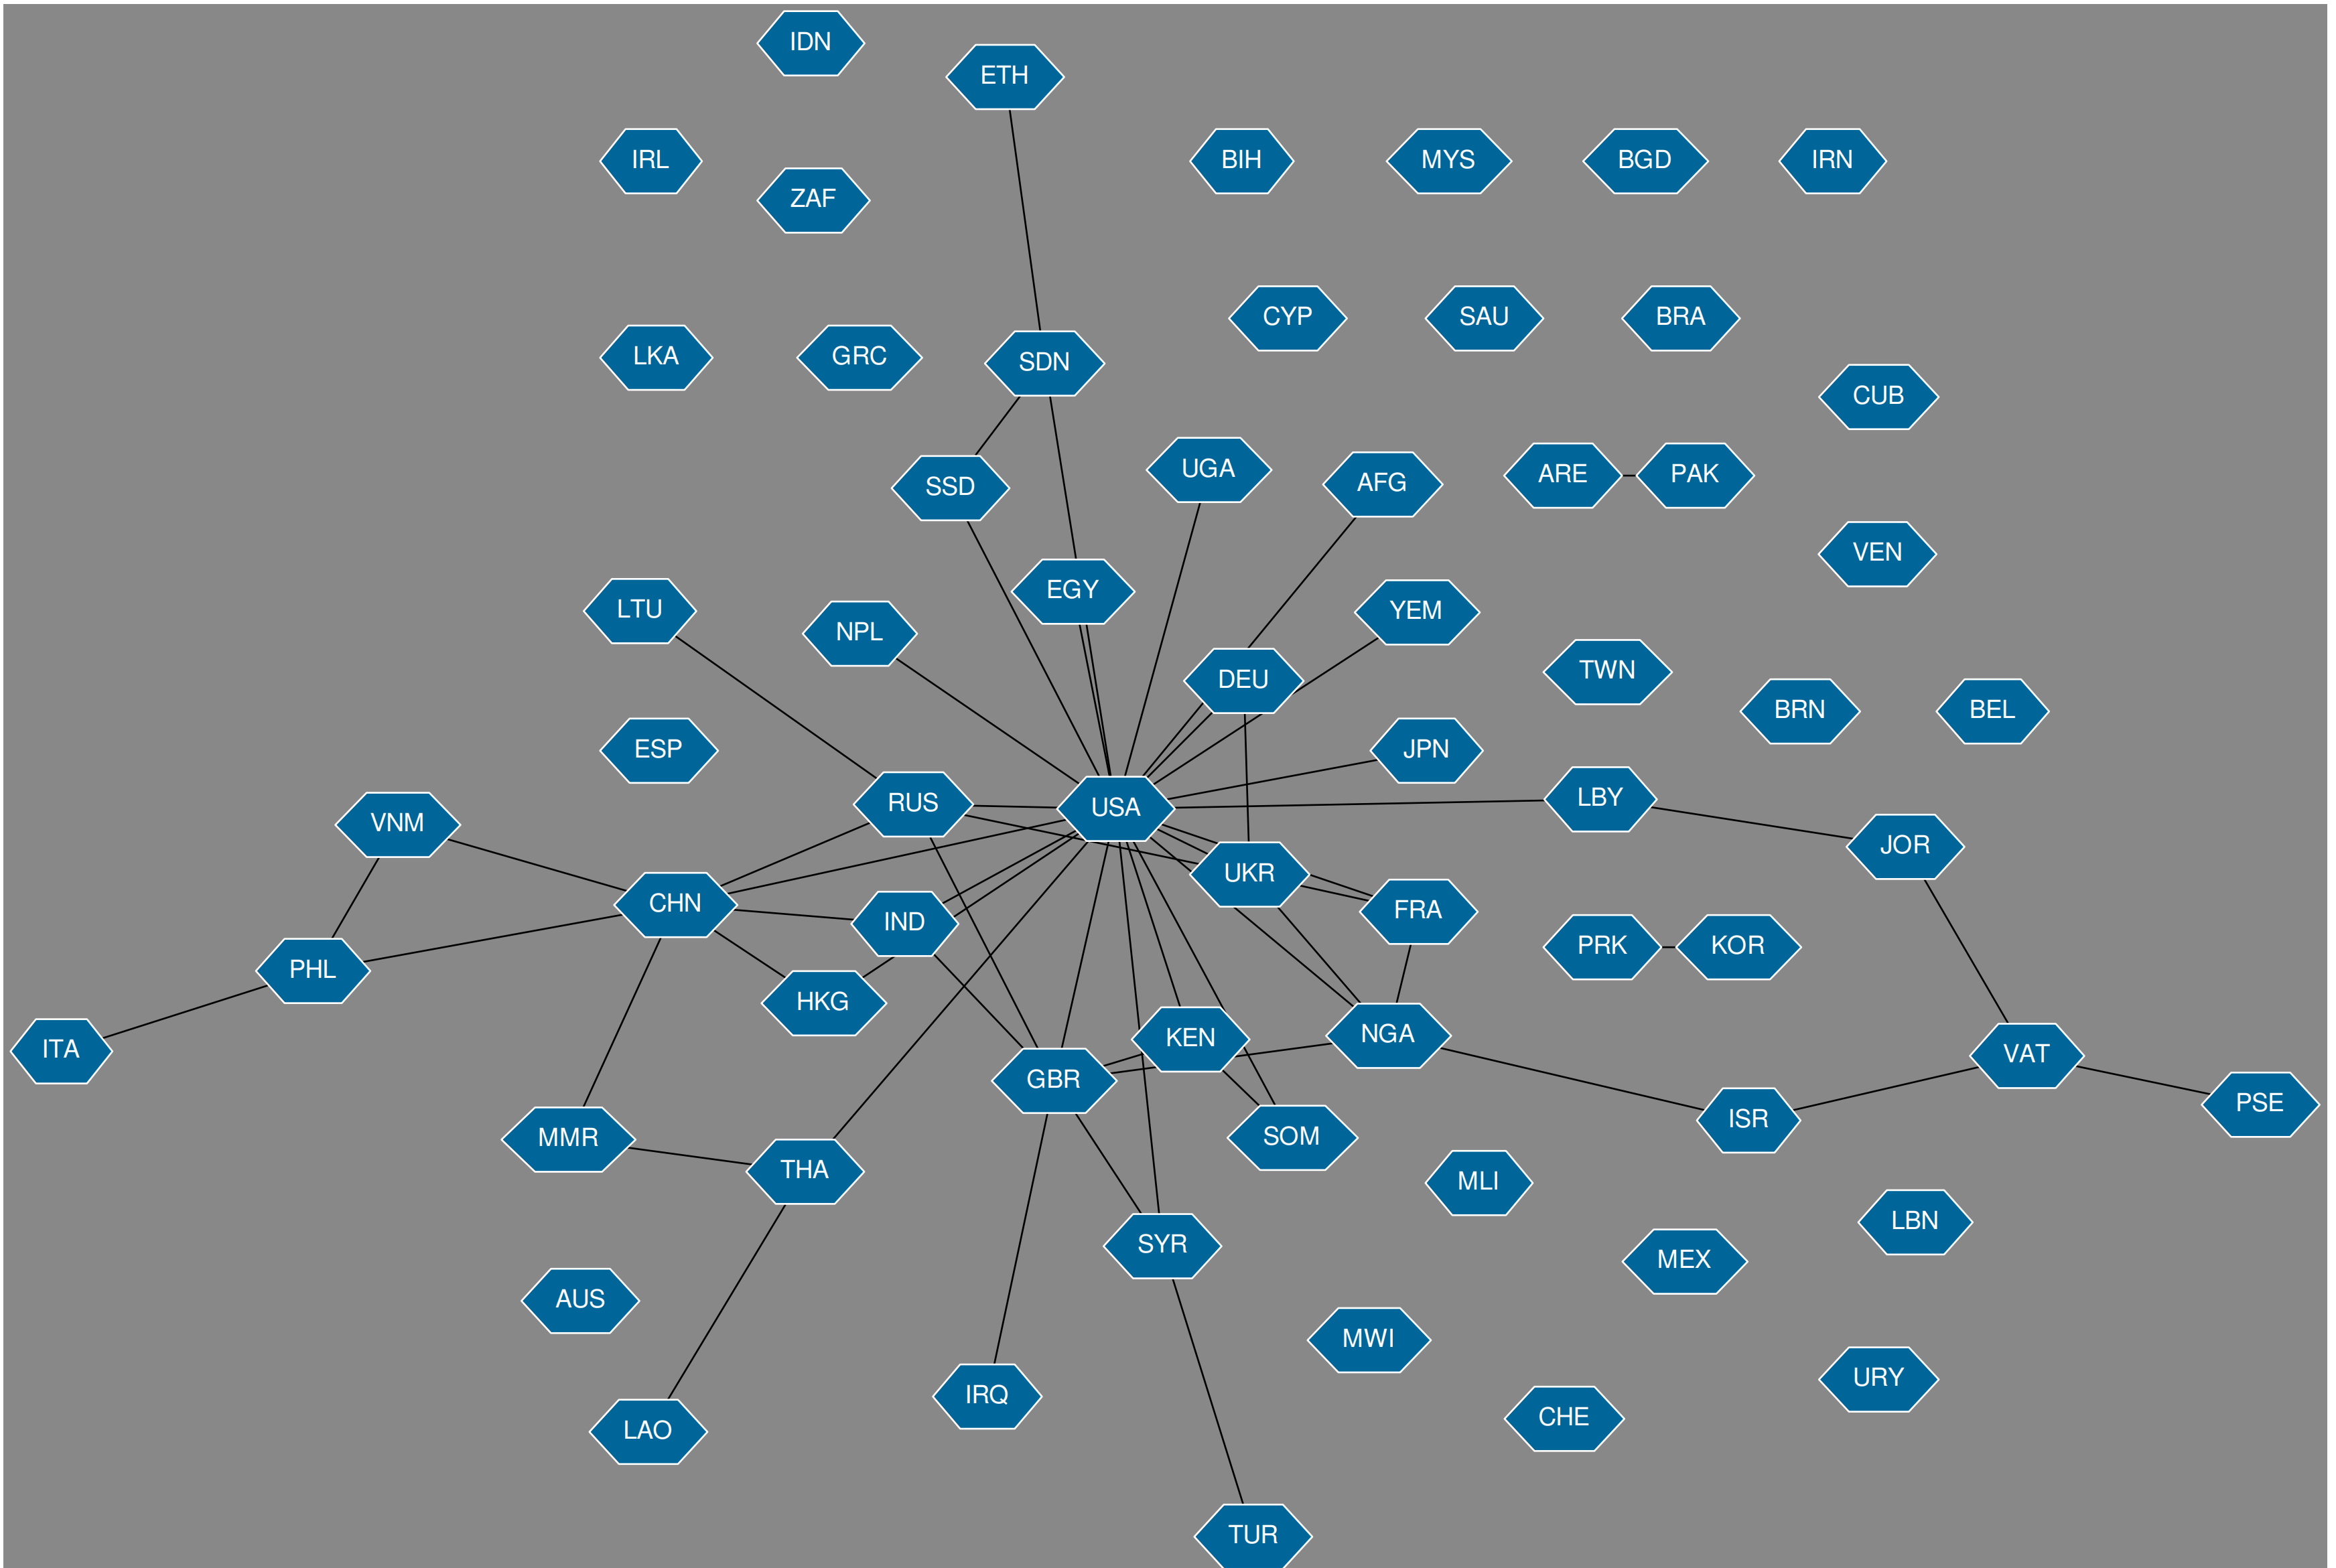 IDN
ETH
IRL
BIH
MYS
BGD
IRN
ZAF
CYP
SAU
BRA
LKA
GRC
SDN
CUB
UGA
AFG
ARE
PAK
SSD
VEN
EGY
LTU
YEM
NPL
TWN
DEU
BRN
BEL
ESP
JPN
LBY
RUS
USA
VNM
JOR
UKR
CHN
FRA
IND
PRK
KOR
PHL
HKG
NGA
KEN
ITA
VAT
GBR
PSE
ISR
MMR
SOM
THA
MLI
LBN
SYR
MEX
AUS
MWI
URY
IRQ
CHE
LAO
TUR